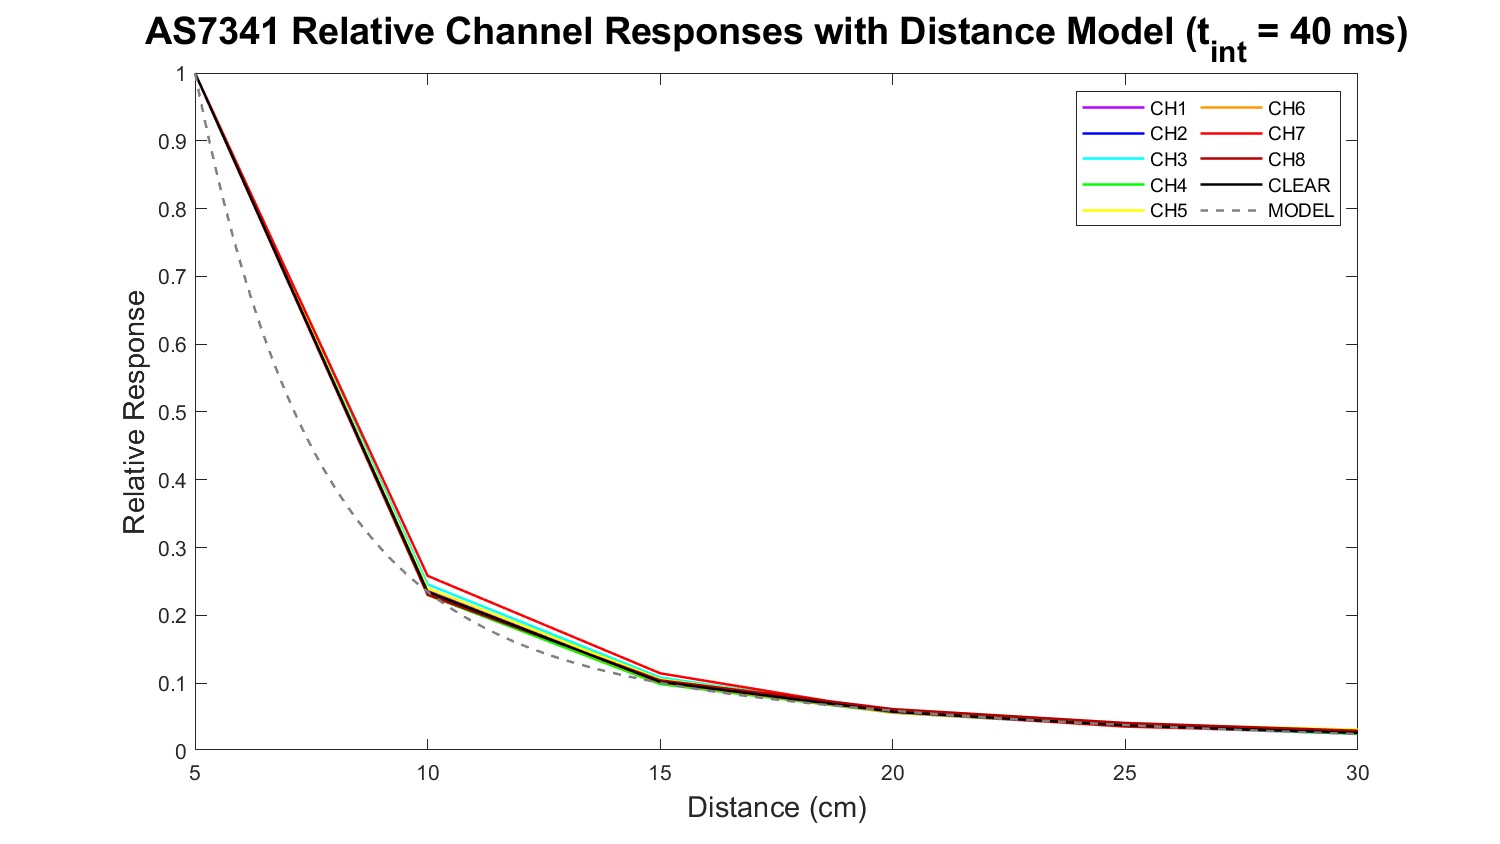 AS7341 Relative Channel Responses with Distance Model (t_int = 40 ms)
1
0.9
0.8
0.7
0.6
0.5
0.4
0.3
0.2
0.1
0
Relative Response
CH1
CH2
CH3
CH4
CH5
CH6
CH7
CH8
CLEAR
MODEL
5 10 15 20 25 30
Distance (cm)